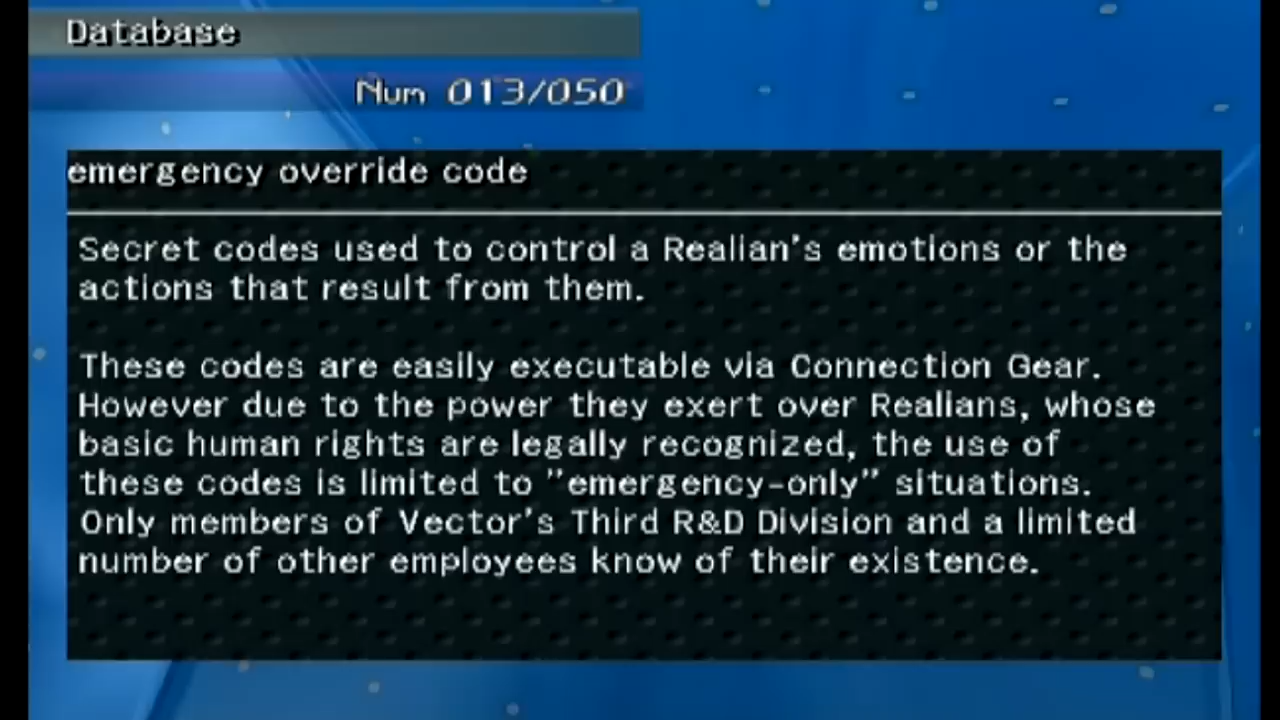 Database
Num 013/050
emergency override code
Secret codes used to control a Realian's emotions or the
actions that result from them.
These codes are easily executable via Connection Gear.
However due to the power they exert over Realians, whose
basic human rights are legally recognized, the use of
these codes is limited to "emergency-only" situations.
Only members of Vector's Third R&D Division and a limited
number of other employees know of their existence.